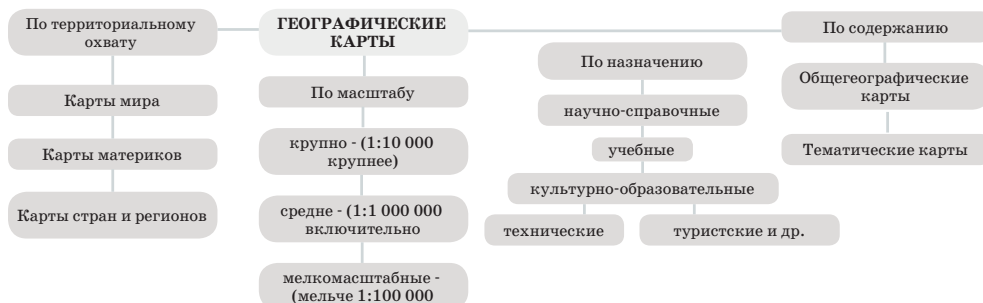 По территориальному
охвату
Карты мира
Карты материков
Карты стран и регионов
ГЕОГРАФИЧЕСКИЕ
КАРТЫ
По масштабу
крупно - (1:10 000
крупнее)
средне - (1:1 000 000
включительно
мелкомасштабные -
(мельче 1:100 000
По назначению
научно-справочные
учебные
культурно-образовательные
технические
туристские и др.
По содержанию
Общегеографические
карты
Тематические карты